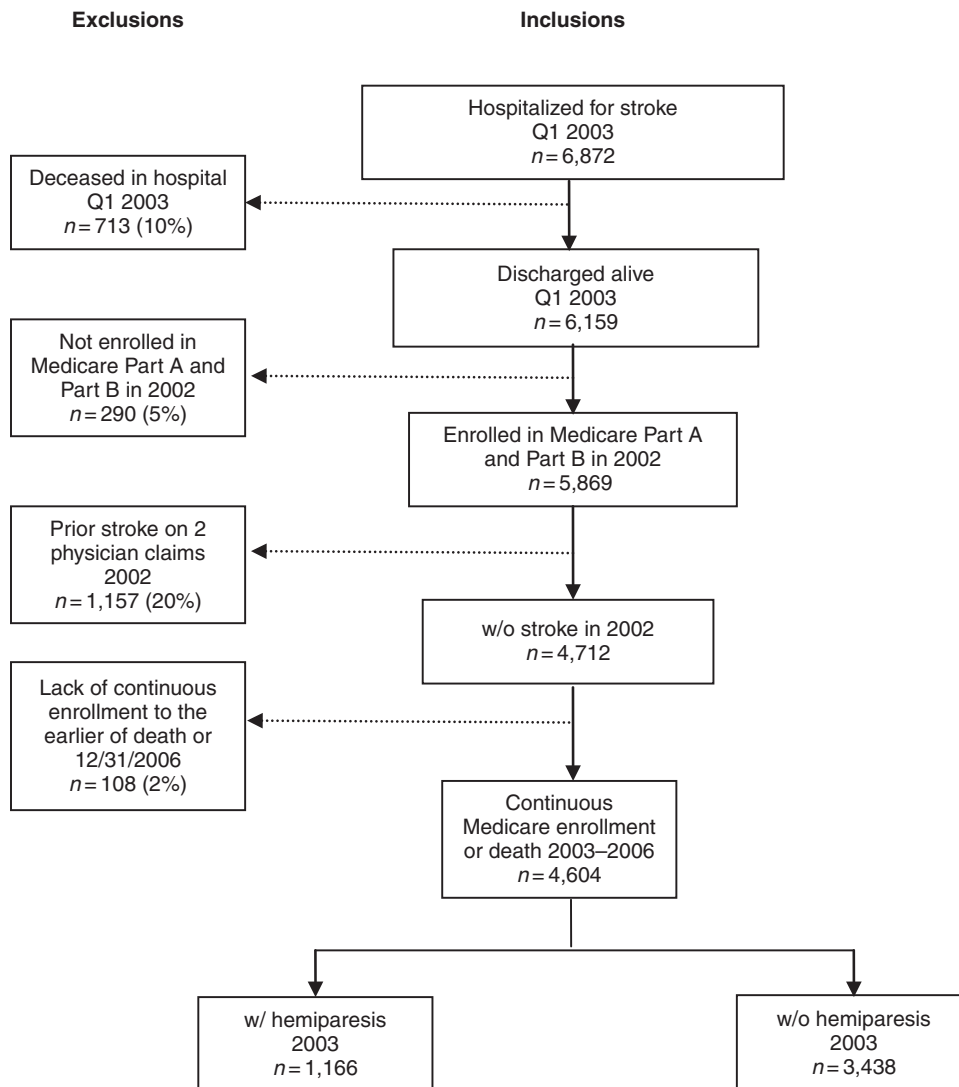 Exclusions
Inclusions
Hospitalized for stroke
Q1 2003
n = 6,872
Deceased in hospital
Q1 2003
n = 713 (10%)
Discharged alive
Q1 2003
n = 6,159
Not enrolled in
Medicare Part A and
Part B in 2002
n = 290 (5%)
Enrolled in Medicare Part A
and Part B in 2002
n = 5,869
Prior stroke on 2
physician claims
2002
n = 1,157 (20%)
w/o stroke in 2002
n = 4,712
Lack of continuous
enrollment to the
earlier of death or
12/31/2006
n = 108 (2%)
Continuous
Medicare enrollment
or death 2003–2006
n = 4,604
w/ hemiparesis
2003
n = 1,166
w/o hemiparesis
2003
n = 3,438